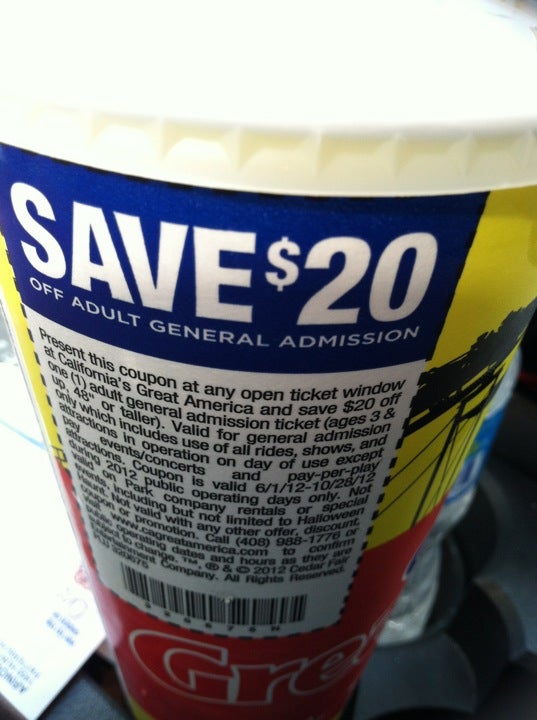 SAVE $20
OFF ADULT GENERAL ADMISSION
Present this coupon at any open ticket window
at California's Great America and save $20 off
one (1) adult general admission ticket (ages 3 &
up, 48" or taller). Valid for general admission
only which includes use of all rides, shows, and
attractions in operation on day of use except
pay events/concerts and pay-per-play
attractions. Coupon is valid 6/1/12-10/28/12
during 2012 public operating days only. Not
valid on Park company rentals or special
events, including but not limited to Halloween
Haunt. Not valid with any other offer, discount,
coupon or promotion. Call (408) 988-1776 or
visit www.cagreatamerica.com to confirm
public operating dates and hours as they are
subject to change. TM, ® & © 2012 Cedar Fair
Entertainment Company. All Rights Reserved.
PLU 320675
320675N
Gre